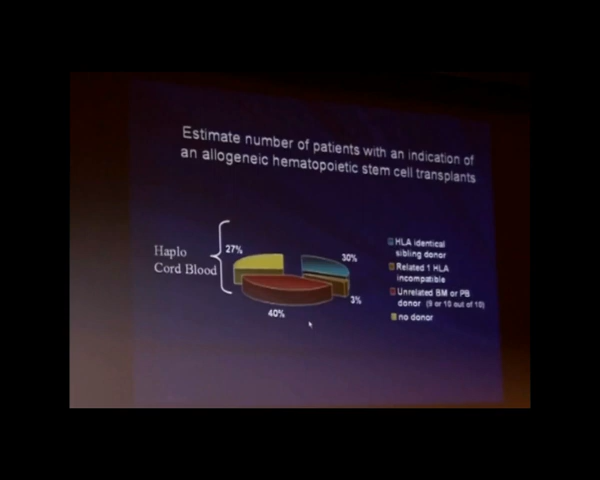 Estimate number of patients with an indication of
an allogeneic hematopoietic stem cell transplants
Haplo
Cord Blood
27%
30%
3%
40%
HLA identical
sibling donor
Related 1 HLA
incompatible
Unrelated BM or PB
donor (9 or 10 out of 10)
no donor